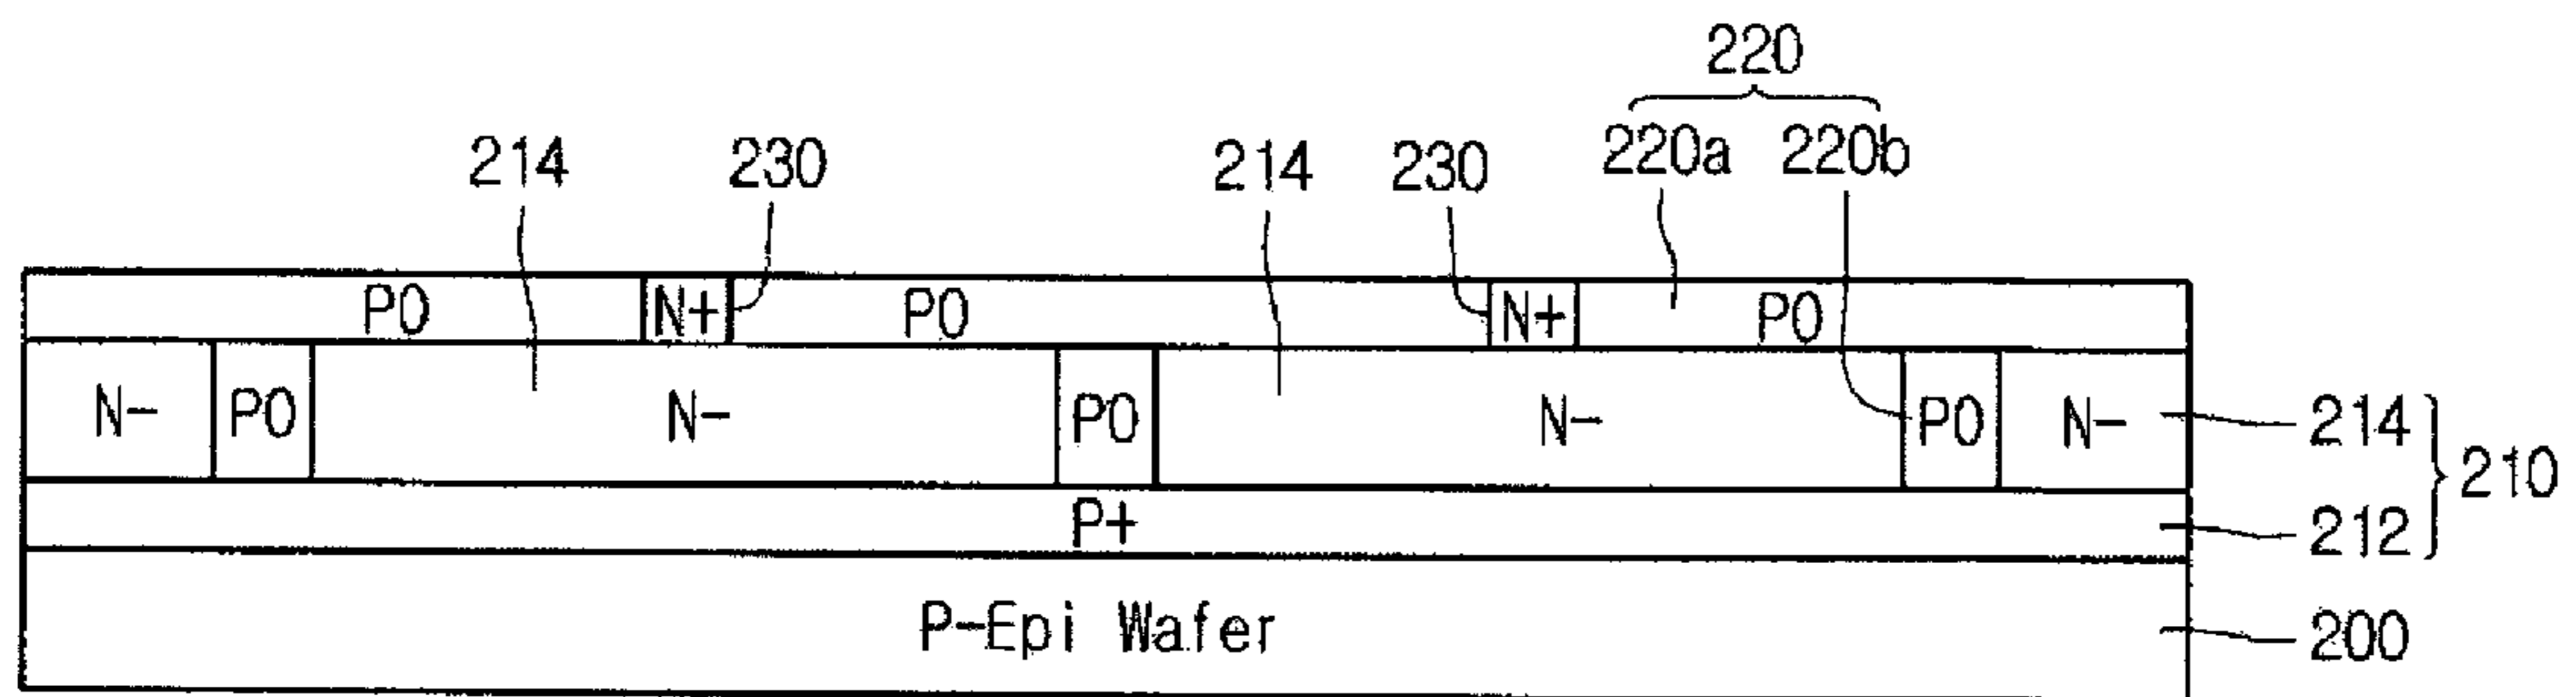 220
220a 220b
214 230 214 230
P0 N+ P0 N+ P0
N- P0 N- P0 N- P0 N- 214
210
P+ 212
P-Epi Wafer 200